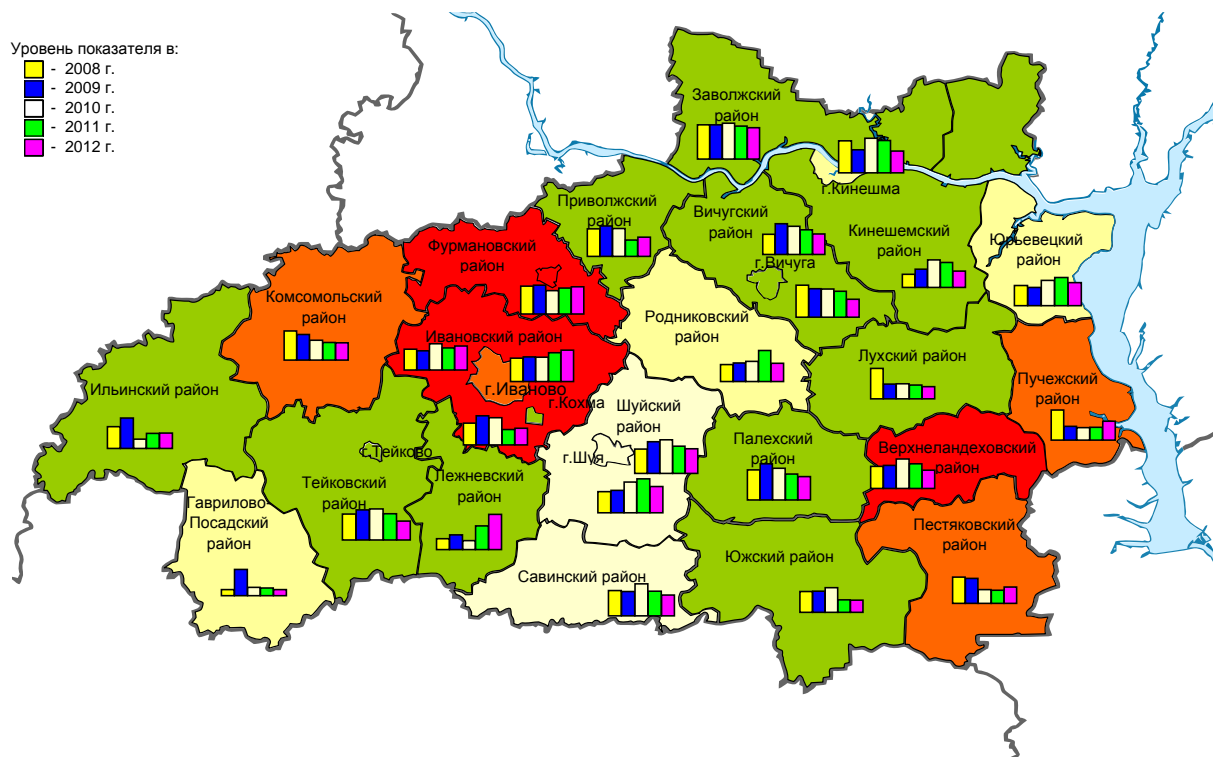 Уровень показателя в:
- 2008 г.
- 2009 г.
- 2010 г.
- 2011 г.
- 2012 г.
Заволжский
район
г.Кинешма
Приволжский
район
Вичугский
район
Кинешемский
район
Юрьевецкий
район
г.Вичуга
Фурмановский
район
Комсомольский
район
Ивановский район
Родниковский
район
Лухский район
Пучежский
район
Ильинский район
г.Иваново
г.Кохма
Шуйский
район
г.Шуя
Палехский
район
Верхнеландеховский
район
г.Тейково
Тейковский
район
Лежневский
район
Гаврилово-
Посадский
район
Пестяковский
район
Южский район
Савинский район